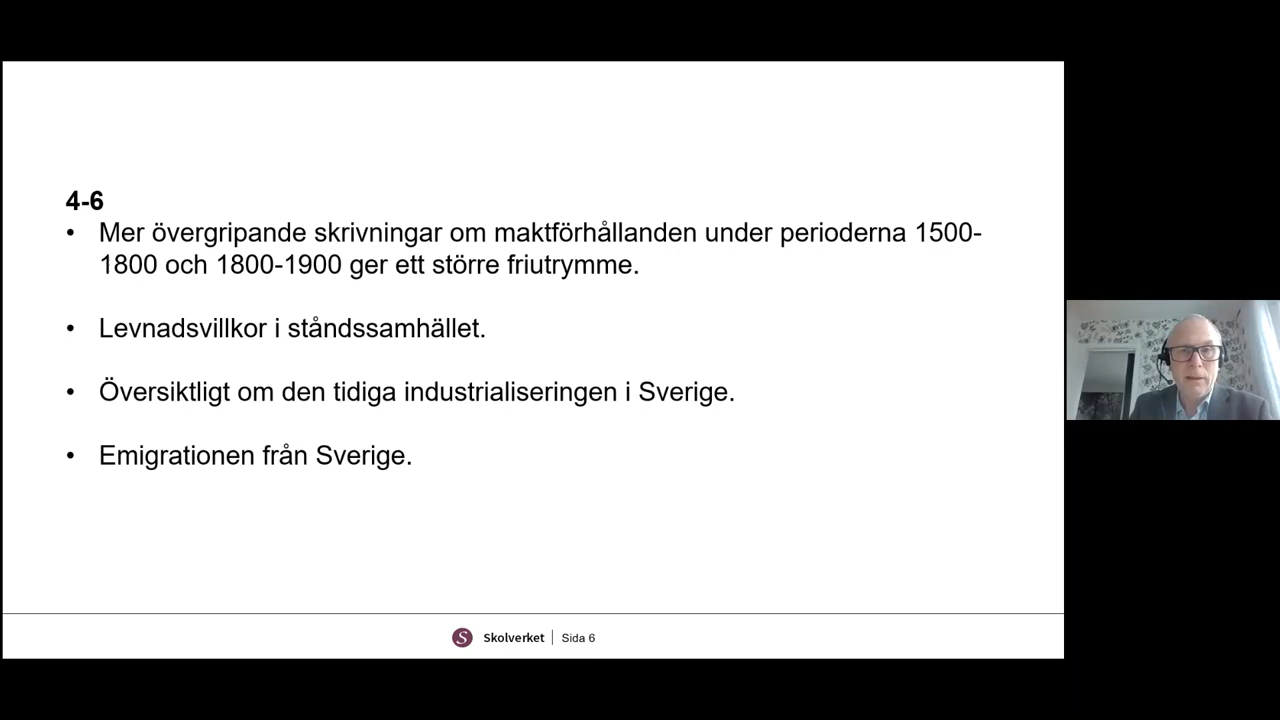 4-6
• Mer övergripande skrivningar om maktförhållanden under perioderna 1500-
1800 och 1800-1900 ger ett större friutrymme.
• Levnadsvillkor i ståndssamhället.
• Översiktligt om den tidiga industrialiseringen i Sverige.
• Emigrationen från Sverige.
S Skolverket | Sida 6